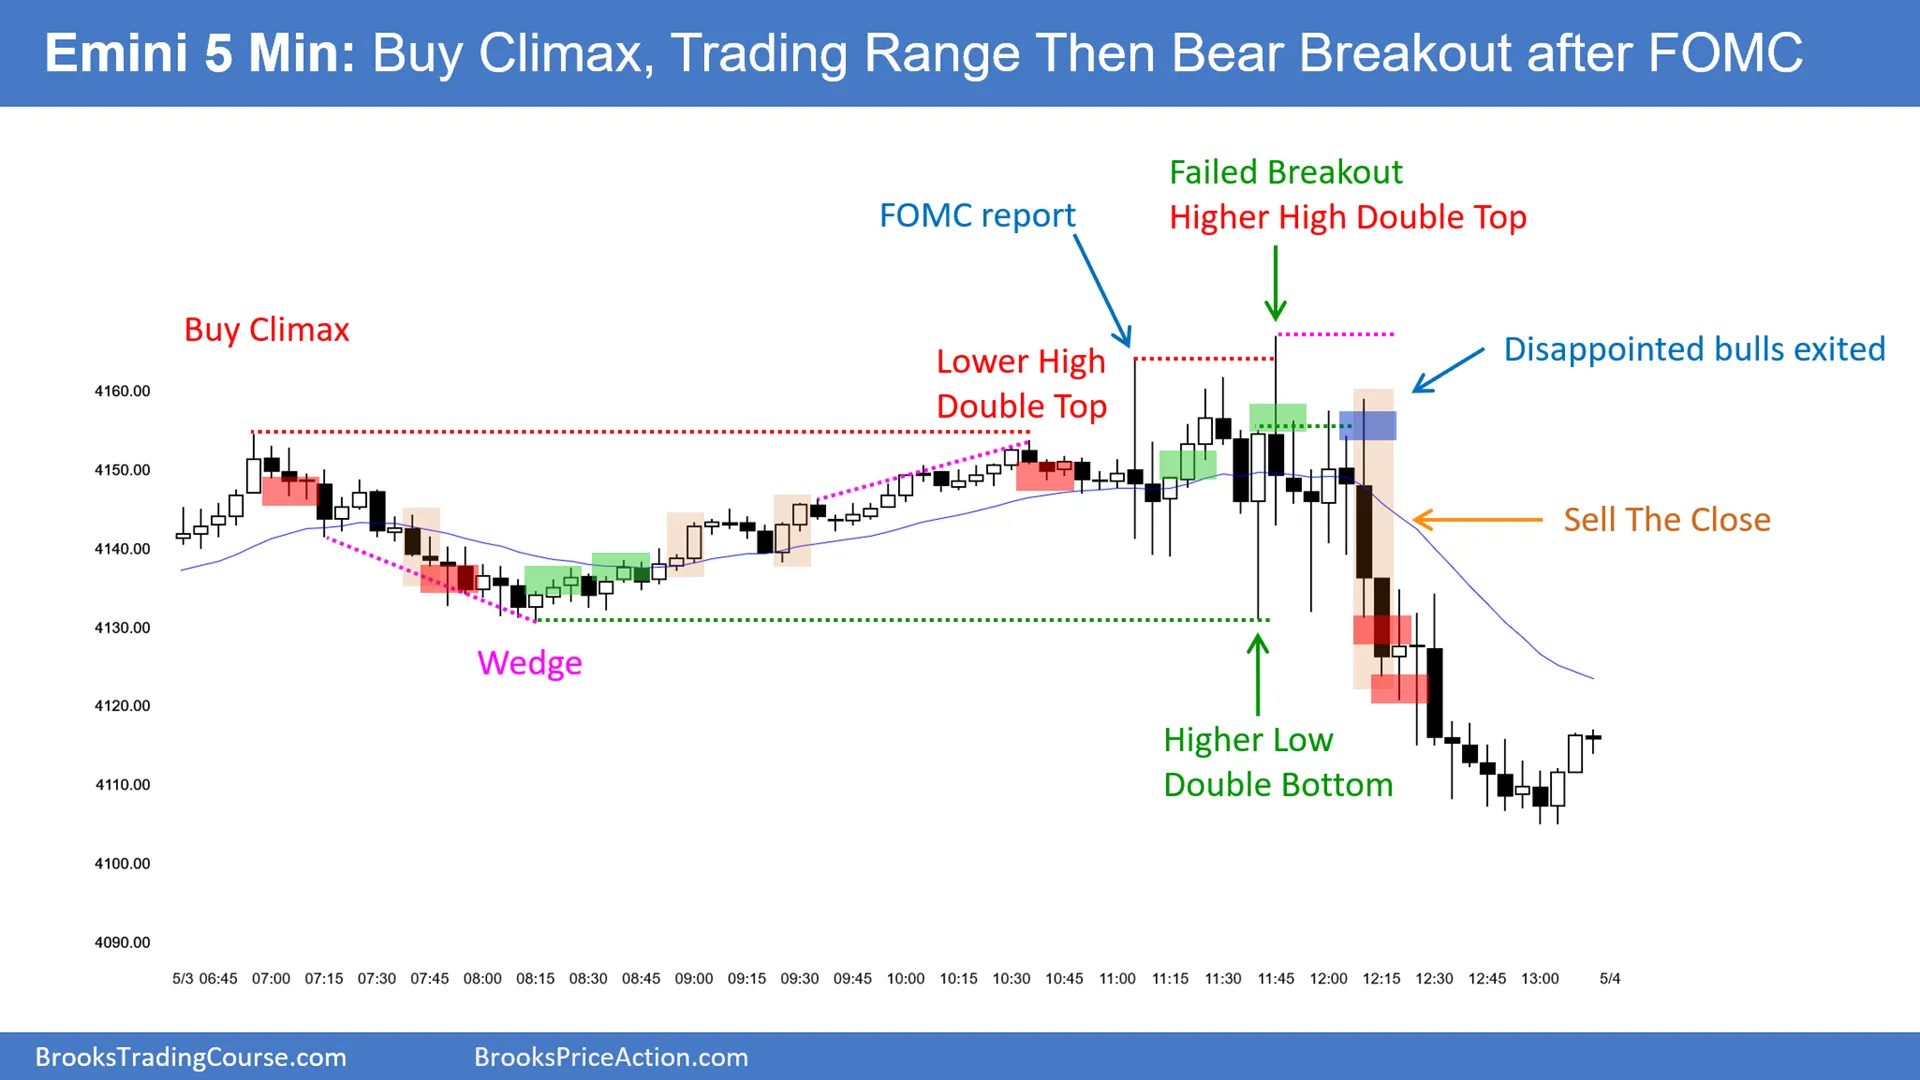 Emini 5 Min: Buy Climax, Trading Range Then Bear Breakout after FOMC
Failed Breakout
Higher High Double Top
FOMC report
Buy Climax
Lower High
Double Top
Disappointed bulls exited
Sell The Close
Wedge
Higher Low
Double Bottom
4160.00
4150.00
4140.00
4130.00
4120.00
4110.00
4100.00
4090.00
5/3 06:45 07:00 07:15 07:30 07:45 08:00 08:15 08:30 08:45 09:00 09:15 09:30 09:45 10:00 10:15 10:30 10:45 11:00 11:15 11:30 11:45 12:00 12:15 12:30 12:45 13:00 5/4
BrooksTradingCourse.com BrooksPriceAction.com